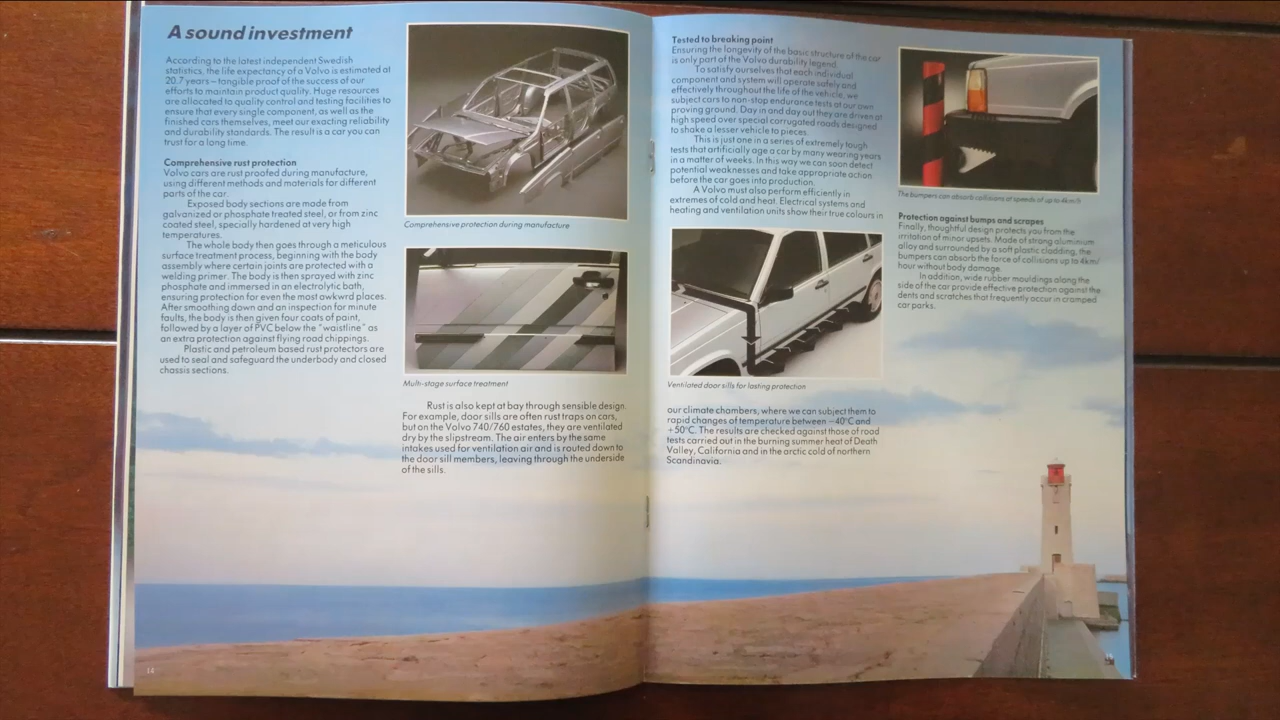 A sound investment
According to the latest independent Swedish
statistics, the life expectancy of a Volvo is estimated at
20.7 years – tangible proof of the success of our
efforts to maintain product quality. Huge resources
are allocated to quality control and testing facilities to
ensure that every single component, as well as the
finished cars themselves, meet our exacting reliability
and durability standards. The result is a car you can
trust for a long time.
Comprehensive rust protection
Volvo cars are rust proofed during manufacture,
using different methods and materials for different
parts of the car.
Exposed body sections are made from
galvanized or phosphate treated steel, or from zinc
coated steel, specially hardened at very high
temperatures.
The whole body then goes through a meticulous
surface treatment process, beginning with the body
assembly where certain joints are protected with a
welding primer. The body is then sprayed with zinc
phosphate and immersed in an electrolytic bath,
ensuring protection for even the most awkward places.
After smoothing down and an inspection for minute
faults, the body is then given four coats of paint,
followed by a layer of PVC below the "waistline" as
an extra protection against flying road chippings.
Plastic and petroleum based rust protectors are
used to seal and safeguard the underbody and closed
chassis sections.
14
Comprehensive protection during manufacture
Multi-stage surface treatment
Rust is also kept at bay through sensible design.
For example, door sills are often rust traps on cars,
but on the Volvo 740/760 estates, they are ventilated
dry by the slipstream. The air enters by the same
intakes used for ventilation air and is routed down to
the door sill members, leaving through the underside
of the sills.
Tested to breaking point
Ensuring the longevity of the basic structure of the car
is only part of the Volvo durability legend.
To satisfy ourselves that each individual
component and system will operate safely and
effectively throughout the life of the vehicle, we
subject cars to non-stop endurance tests at our own
proving ground. Day in and day out they are driven at
high speed over special corrugated roads designed
to shake a lesser vehicle to pieces.
This is just one in a series of extremely tough
tests that artificially age a car by many wearing years
in a matter of weeks. In this way we can soon detect
potential weaknesses and take appropriate action
before the car goes into production.
A Volvo must also perform efficiently in
extremes of cold and heat. Electrical systems and
heating and ventilation units show their true colours in
Ventilated door sills for lasting protection
our climate chambers, where we can subject them to
rapid changes of temperature between –40°C and
+50°C. The results are checked against those of road
tests carried out in the burning summer heat of Death
Valley, California and in the arctic cold of northern
Scandinavia.
The bumpers can absorb collisions at speeds of up to 4km/h
Protection against bumps and scrapes
Finally, thoughtful design protects you from the
irritation of minor upsets. Made of strong aluminium
alloy and surrounded by a soft plastic cladding, the
bumpers can absorb the force of collisions up to 4km/
hour without body damage.
In addition, wide rubber mouldings along the
side of the car provide effective protection against the
dents and scratches that frequently occur in cramped
car parks.
15